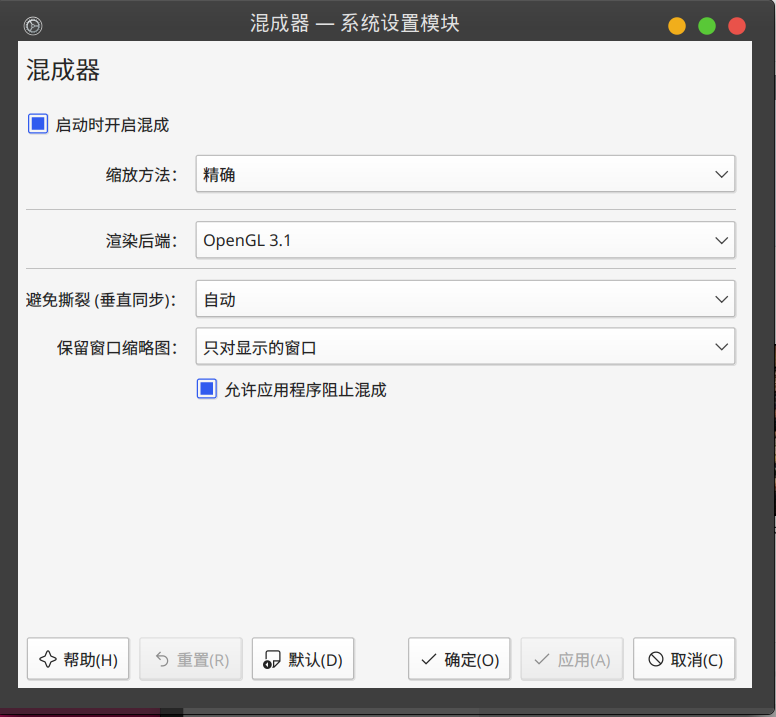 混成器 — 系统设置模块
混成器
启动时开启混成
缩放方法： 精确
渲染后端： OpenGL 3.1
避免撕裂 (垂直同步)： 自动
保留窗口缩略图： 只对显示的窗口
允许应用程序阻止混成
帮助(H) 重置(R) 默认(D) 确定(O) 应用(A) 取消(C)